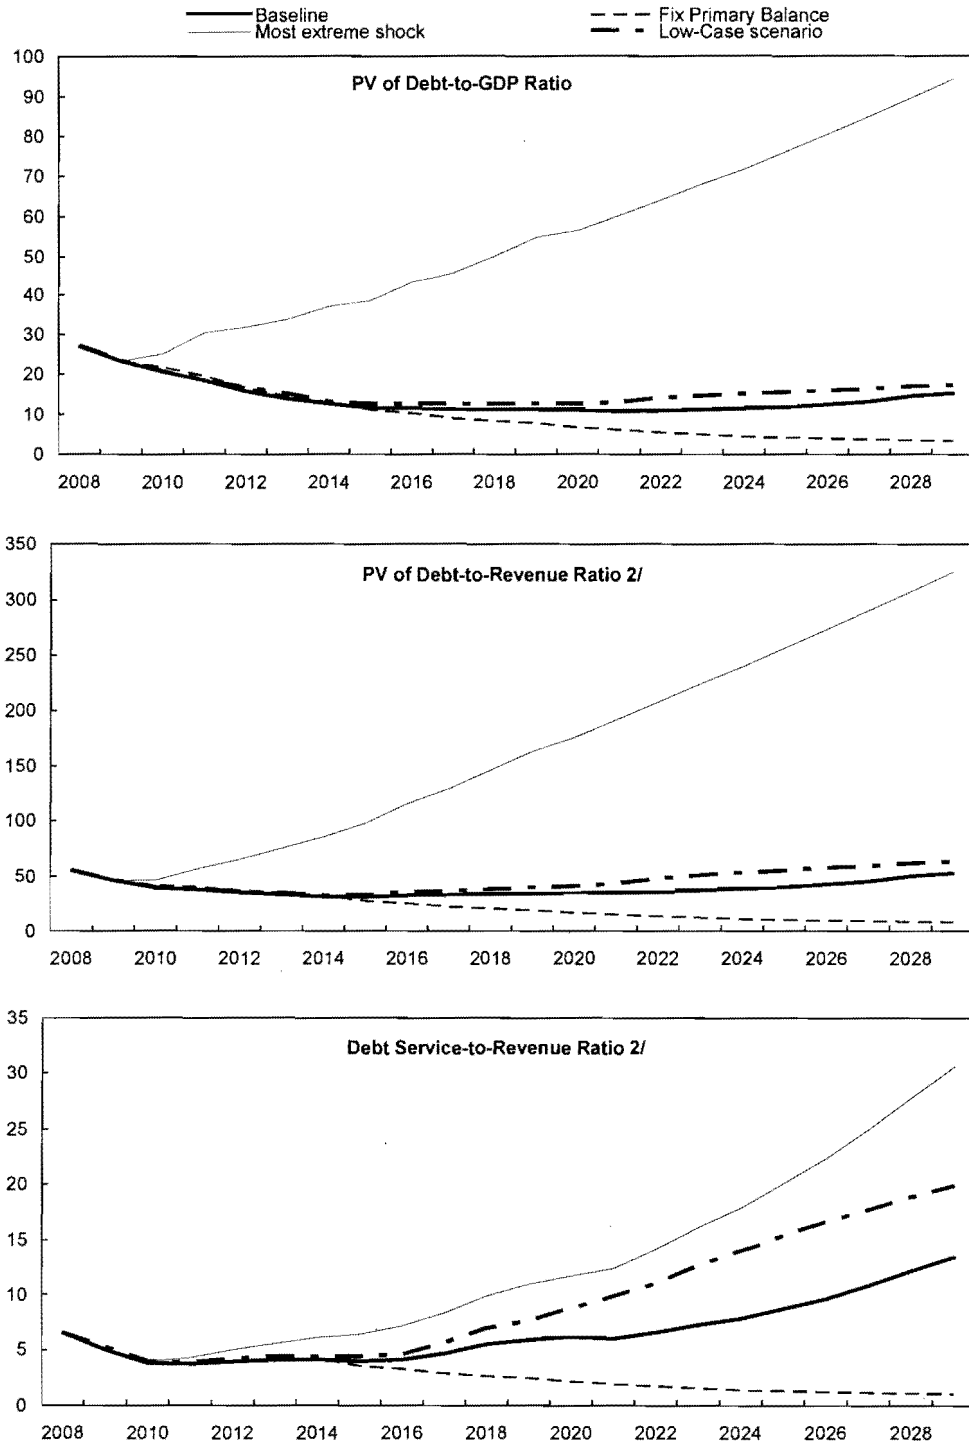 Baseline
Fix Primary Balance
Most extreme shock
Low-Case scenario
PV of Debt-to-GDP Ratio
100
90
80
70
60
50
40
30
20
10
0
2008 2010 2012 2014 2016 2018 2020 2022 2024 2026 2028
PV of Debt-to-Revenue Ratio 2/
350
300
250
200
150
100
50
0
2008 2010 2012 2014 2016 2018 2020 2022 2024 2026 2028
Debt Service-to-Revenue Ratio 2/
35
30
25
20
15
10
5
0
2008 2010 2012 2014 2016 2018 2020 2022 2024 2026 2028